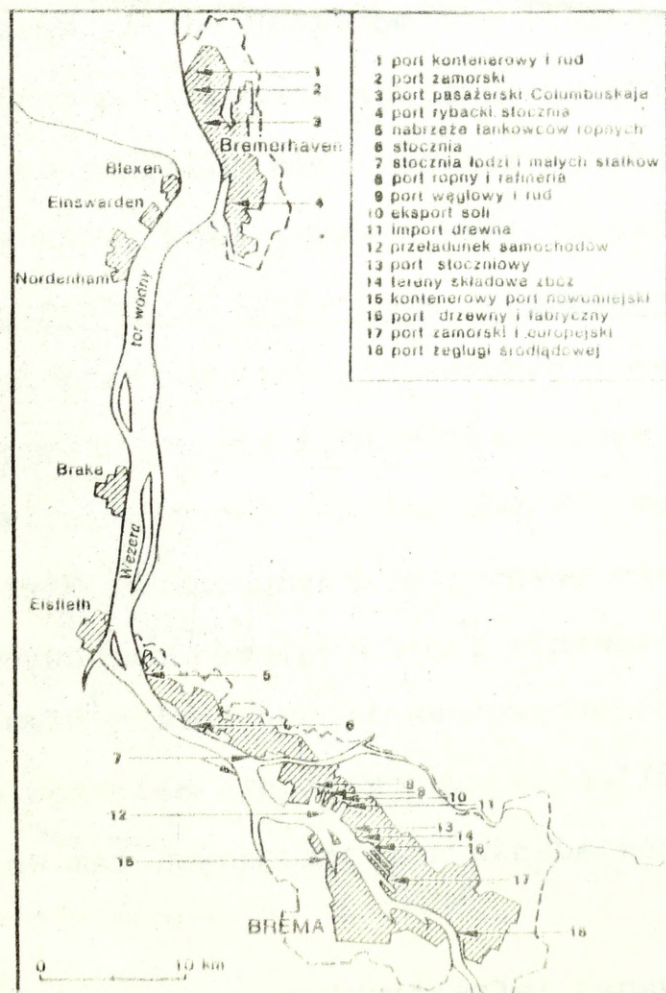 1 port kontenerowy i rud
2 port zamorski
3 port pasażerski Columbuskaje
4 port rybacki stocznia
5 nabrzeże tankowców ropnych
6 stocznia
7 stocznia łodzi i małych statków
8 port ropny i rafineria
9 port węglowy i rud
10 eksport soli
11 import drewna
12 przeładunek samochodów
13 port stoczniowy
14 tereny składowe zbóż
15 kontenerowy port nowomiejski
16 port drzewny i fabryczny
17 port zamorski i europejski
18 port żeglugi śródlądowej
1
2
3
Bremerhaven
Blexen
Einswarden
4
Nordenham
tor wodny
Brake
Wezera
Elsfleth
5
6
7
8
9
10
11
12
13
14
16
15
17
BREMA
18
0 10 km